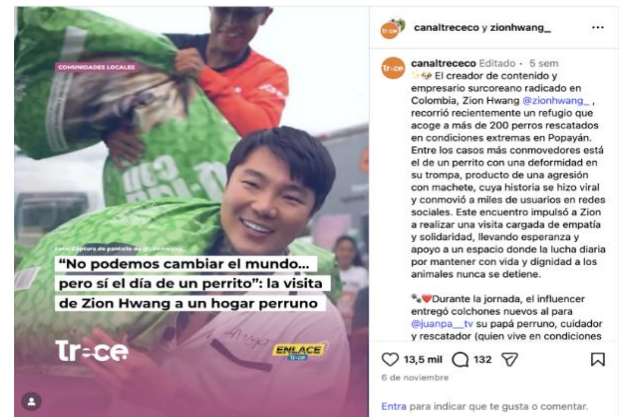 COMUNIDADES LOCALES
“No podemos cambiar el mundo...
pero sí el día de un perrito”: la visita
de Zion Hwang a un hogar perruno
Trece
ENLACE
trece
canaltrececo y zionhwang_
canaltrececo Editado · 5 sem
El creador de contenido y
empresario surcoreano radicado en
Colombia, Zion Hwang @zionhwang_ ,
recorrió recientemente un refugio que
acoge a más de 200 perros rescatados
en condiciones extremas en Popayán.
Entre los casos más conmovedores está
el de un perrito con una deformidad en
su trompa, producto de una agresión
con machete, cuya historia se hizo viral
y conmovió a miles de usuarios en redes
sociales. Este encuentro impulsó a Zion
a realizar una visita cargada de empatía
y solidaridad, llevando esperanza y
apoyo a un espacio donde la lucha diaria
por mantener con vida y dignidad a los
animales nunca se detiene.
Durante la jornada, el influencer
entregó colchones nuevos al para
@juanpa__tv su papá perruno, cuidador
y rescatador (quien vive en condiciones
13,5 mil 132
6 de noviembre
Entra para indicar que te gusta o comentar.